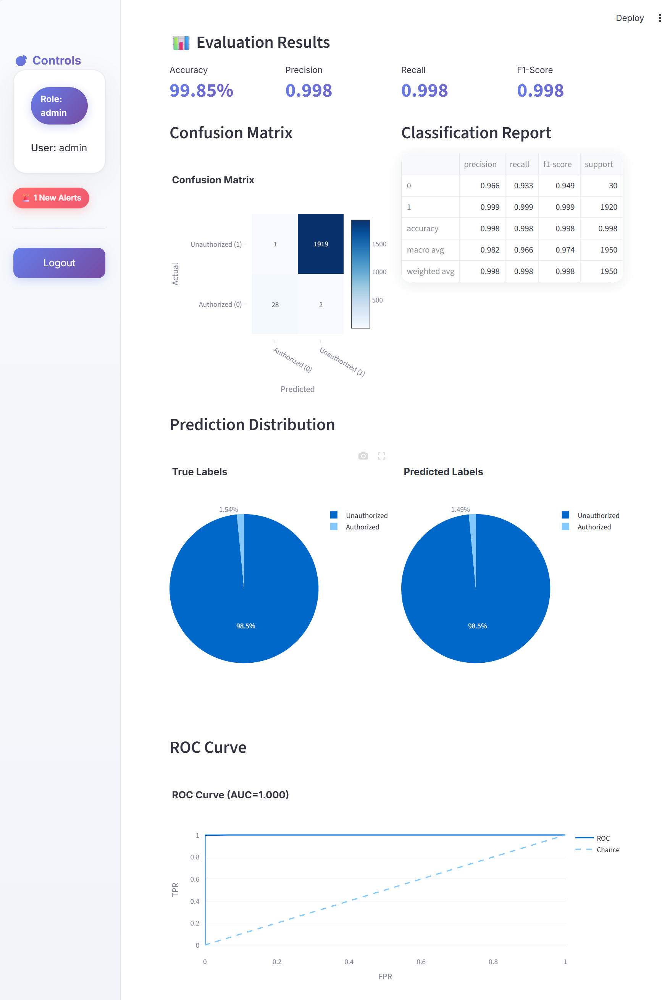 Deploy
Controls
Role:
admin
User: admin
1 New Alerts
Logout
Evaluation Results
Accuracy
99.85%
Precision
0.998
Recall
0.998
F1-Score
0.998
Confusion Matrix
Confusion Matrix
Actual
Unauthorized (1)
Authorized (0)
1
1919
28
2
1500
1000
500
Authorized (0)
Unauthorized (1)
Predicted
Classification Report
precision recall f1-score support
0 0.966 0.933 0.949 30
1 0.999 0.999 0.999 1920
accuracy 0.998 0.998 0.998 0.998
macro avg 0.982 0.966 0.974 1950
weighted avg 0.998 0.998 0.998 1950
Prediction Distribution
True Labels
1.54%
98.5%
Unauthorized
Authorized
Predicted Labels
1.49%
98.5%
Unauthorized
Authorized
ROC Curve
ROC Curve (AUC=1.000)
TPR
1
0.8
0.6
0.4
0.2
0
0 0.2 0.4 0.6 0.8 1
FPR
ROC
Chance